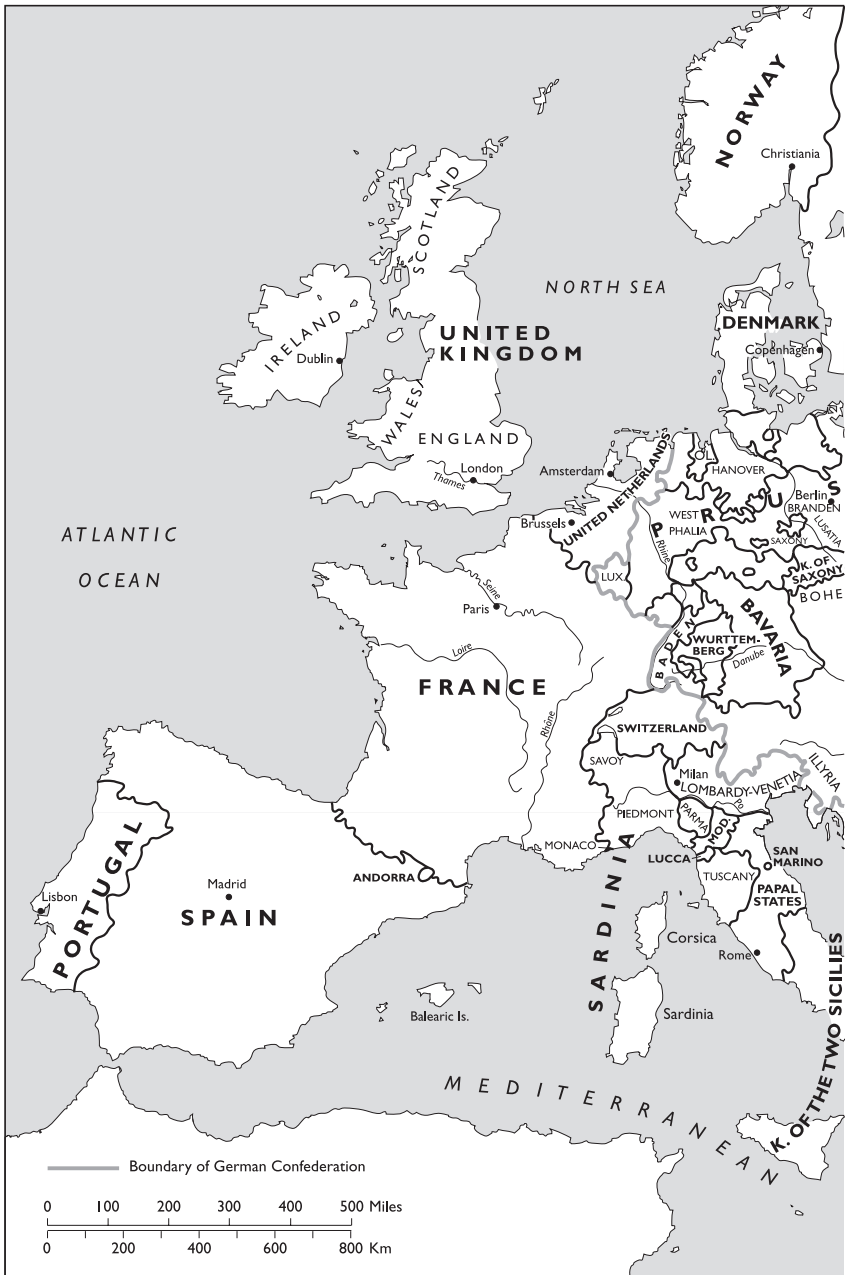 NORWAY
Christiania
SCOTLAND
NORTH SEA
IRELAND
Dublin
UNITED
KINGDOM
DENMARK
Copenhagen
WALES
ENGLAND
London
Thames
Amsterdam
Brussels
UNITED NETHERLANDS
OL.
HANOVER
PRUS
WEST
PHALIA
Berlin
BRANDEN
LUSATIA
SAXONY
K. OF
SAXONY
BOHE
Rhine
LUX.
ATLANTIC
OCEAN
Seine
Paris
Loire
FRANCE
Rhône
BADEN
WURTTEM-
BERG
BAVARIA
Danube
SWITZERLAND
SAVOY
Milan
LOMBARDY-VENETIA
ILLYRIA
Po
PIEDMONT
PARMA
MOD.
MONACO
LUCCA
SAN
MARINO
TUSCANY
PAPAL
STATES
ANDORRA
PORTUGAL
Lisbon
Madrid
SPAIN
SARDINIA
Corsica
Rome
Sardinia
Balearic Is.
K. OF THE TWO SICILIES
MEDITERRANEAN
Boundary of German Confederation
0 100 200 300 400 500 Miles
0 200 400 600 800 Km